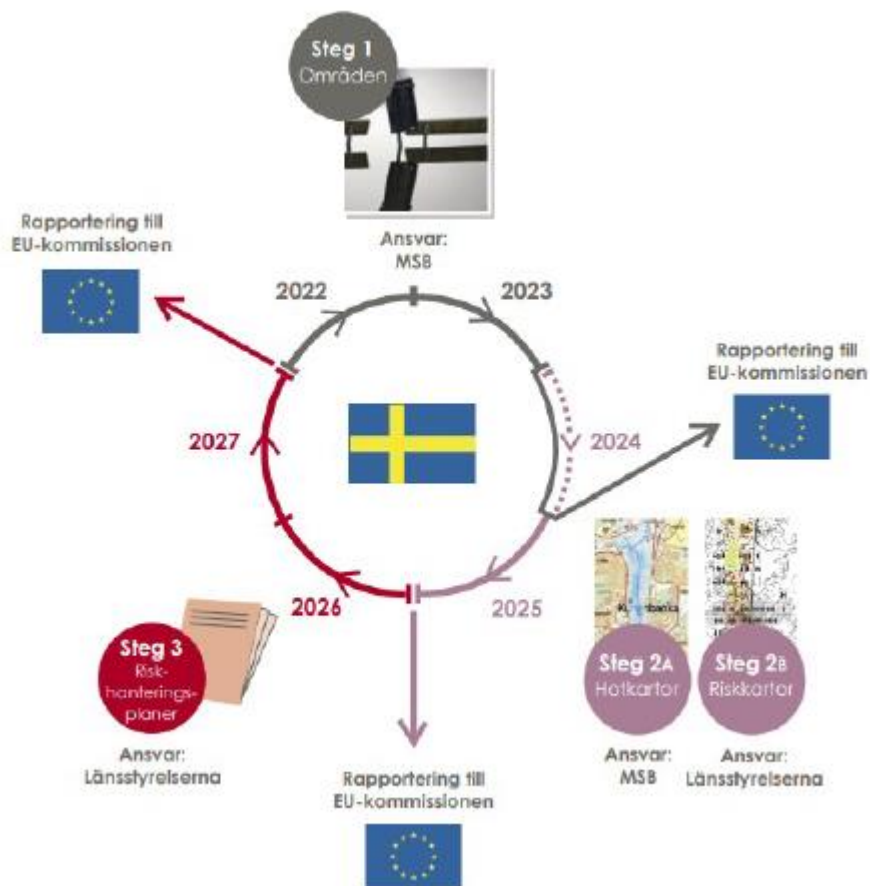 Steg 1
Områden
Ansvar:
MSB
Rapportering till
EU-kommissionen
2022
2023
Rapportering till
EU-kommissionen
2024
2027
2025
2026
Steg 2A
Hotkartor
Steg 2B
Riskkartor
Ansvar:
MSB
Ansvar:
Länsstyrelserna
Steg 3
Risk-
hanterings-
planer
Ansvar:
Länsstyrelserna
Rapportering till
EU-kommissionen